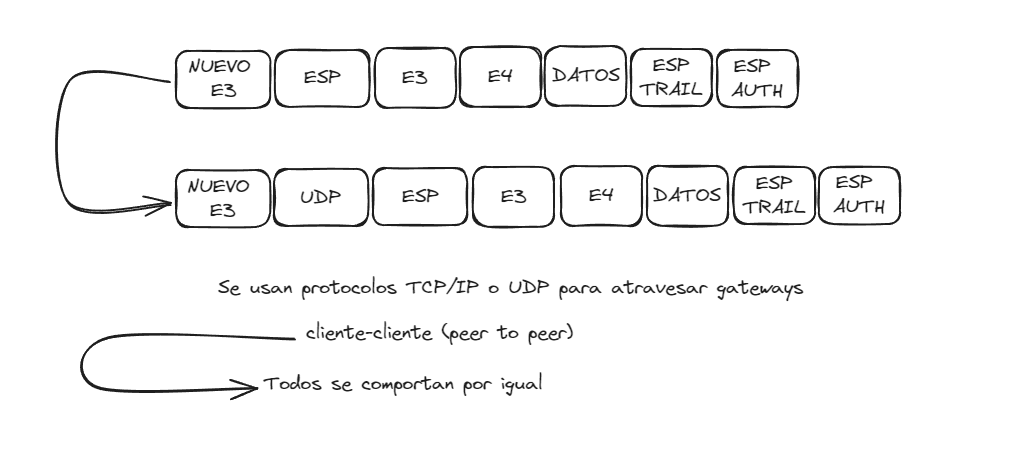 NUEVO E3 ESP E3 E4 DATOS ESP TRAIL ESP AUTH
NUEVO E3 UDP ESP E3 E4 DATOS ESP TRAIL ESP AUTH
Se usan protocolos TCP/IP o UDP para atravesar gateways
cliente-cliente (peer to peer)
Todos se comportan por igual